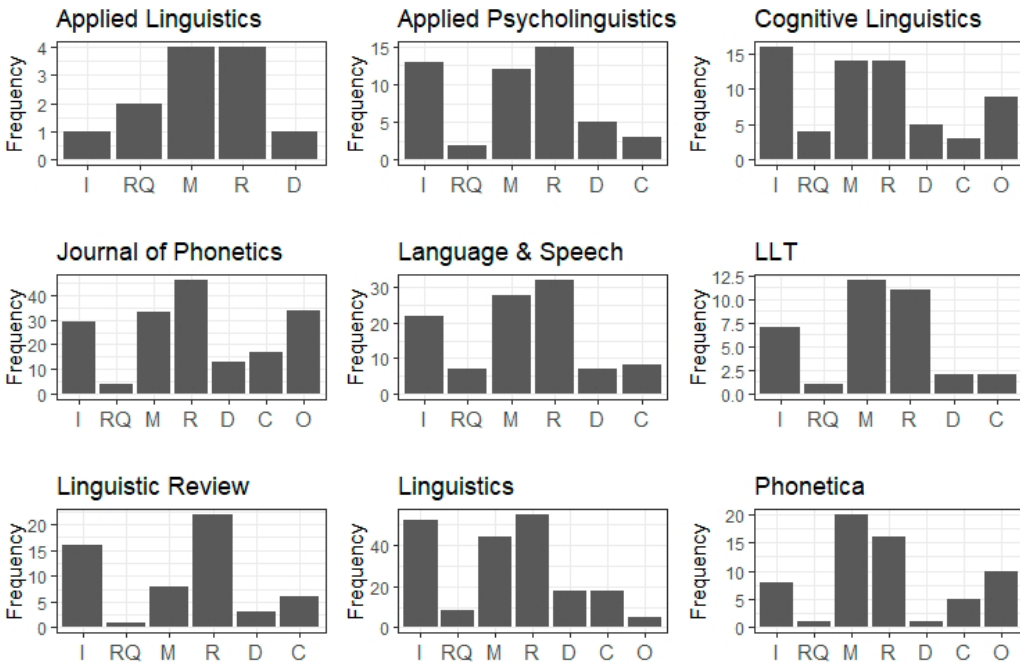 Applied Linguistics
Frequency
4
3
2
1
0
I RQ M R D
Applied Psycholinguistics
Frequency
15
10
5
0
I RQ M R D C
Cognitive Linguistics
Frequency
15
10
5
0
I RQ M R D C O
Journal of Phonetics
Frequency
40
30
20
10
0
I RQ M R D C O
Language & Speech
Frequency
30
20
10
0
I RQ M R D C
LLT
Frequency
12.5
10.0
7.5
5.0
2.5
0.0
I RQ M R D C
Linguistic Review
Frequency
20
15
10
5
0
I RQ M R D C
Linguistics
Frequency
40
20
0
I RQ M R D C O
Phonetica
Frequency
20
15
10
5
0
I RQ M R D C O